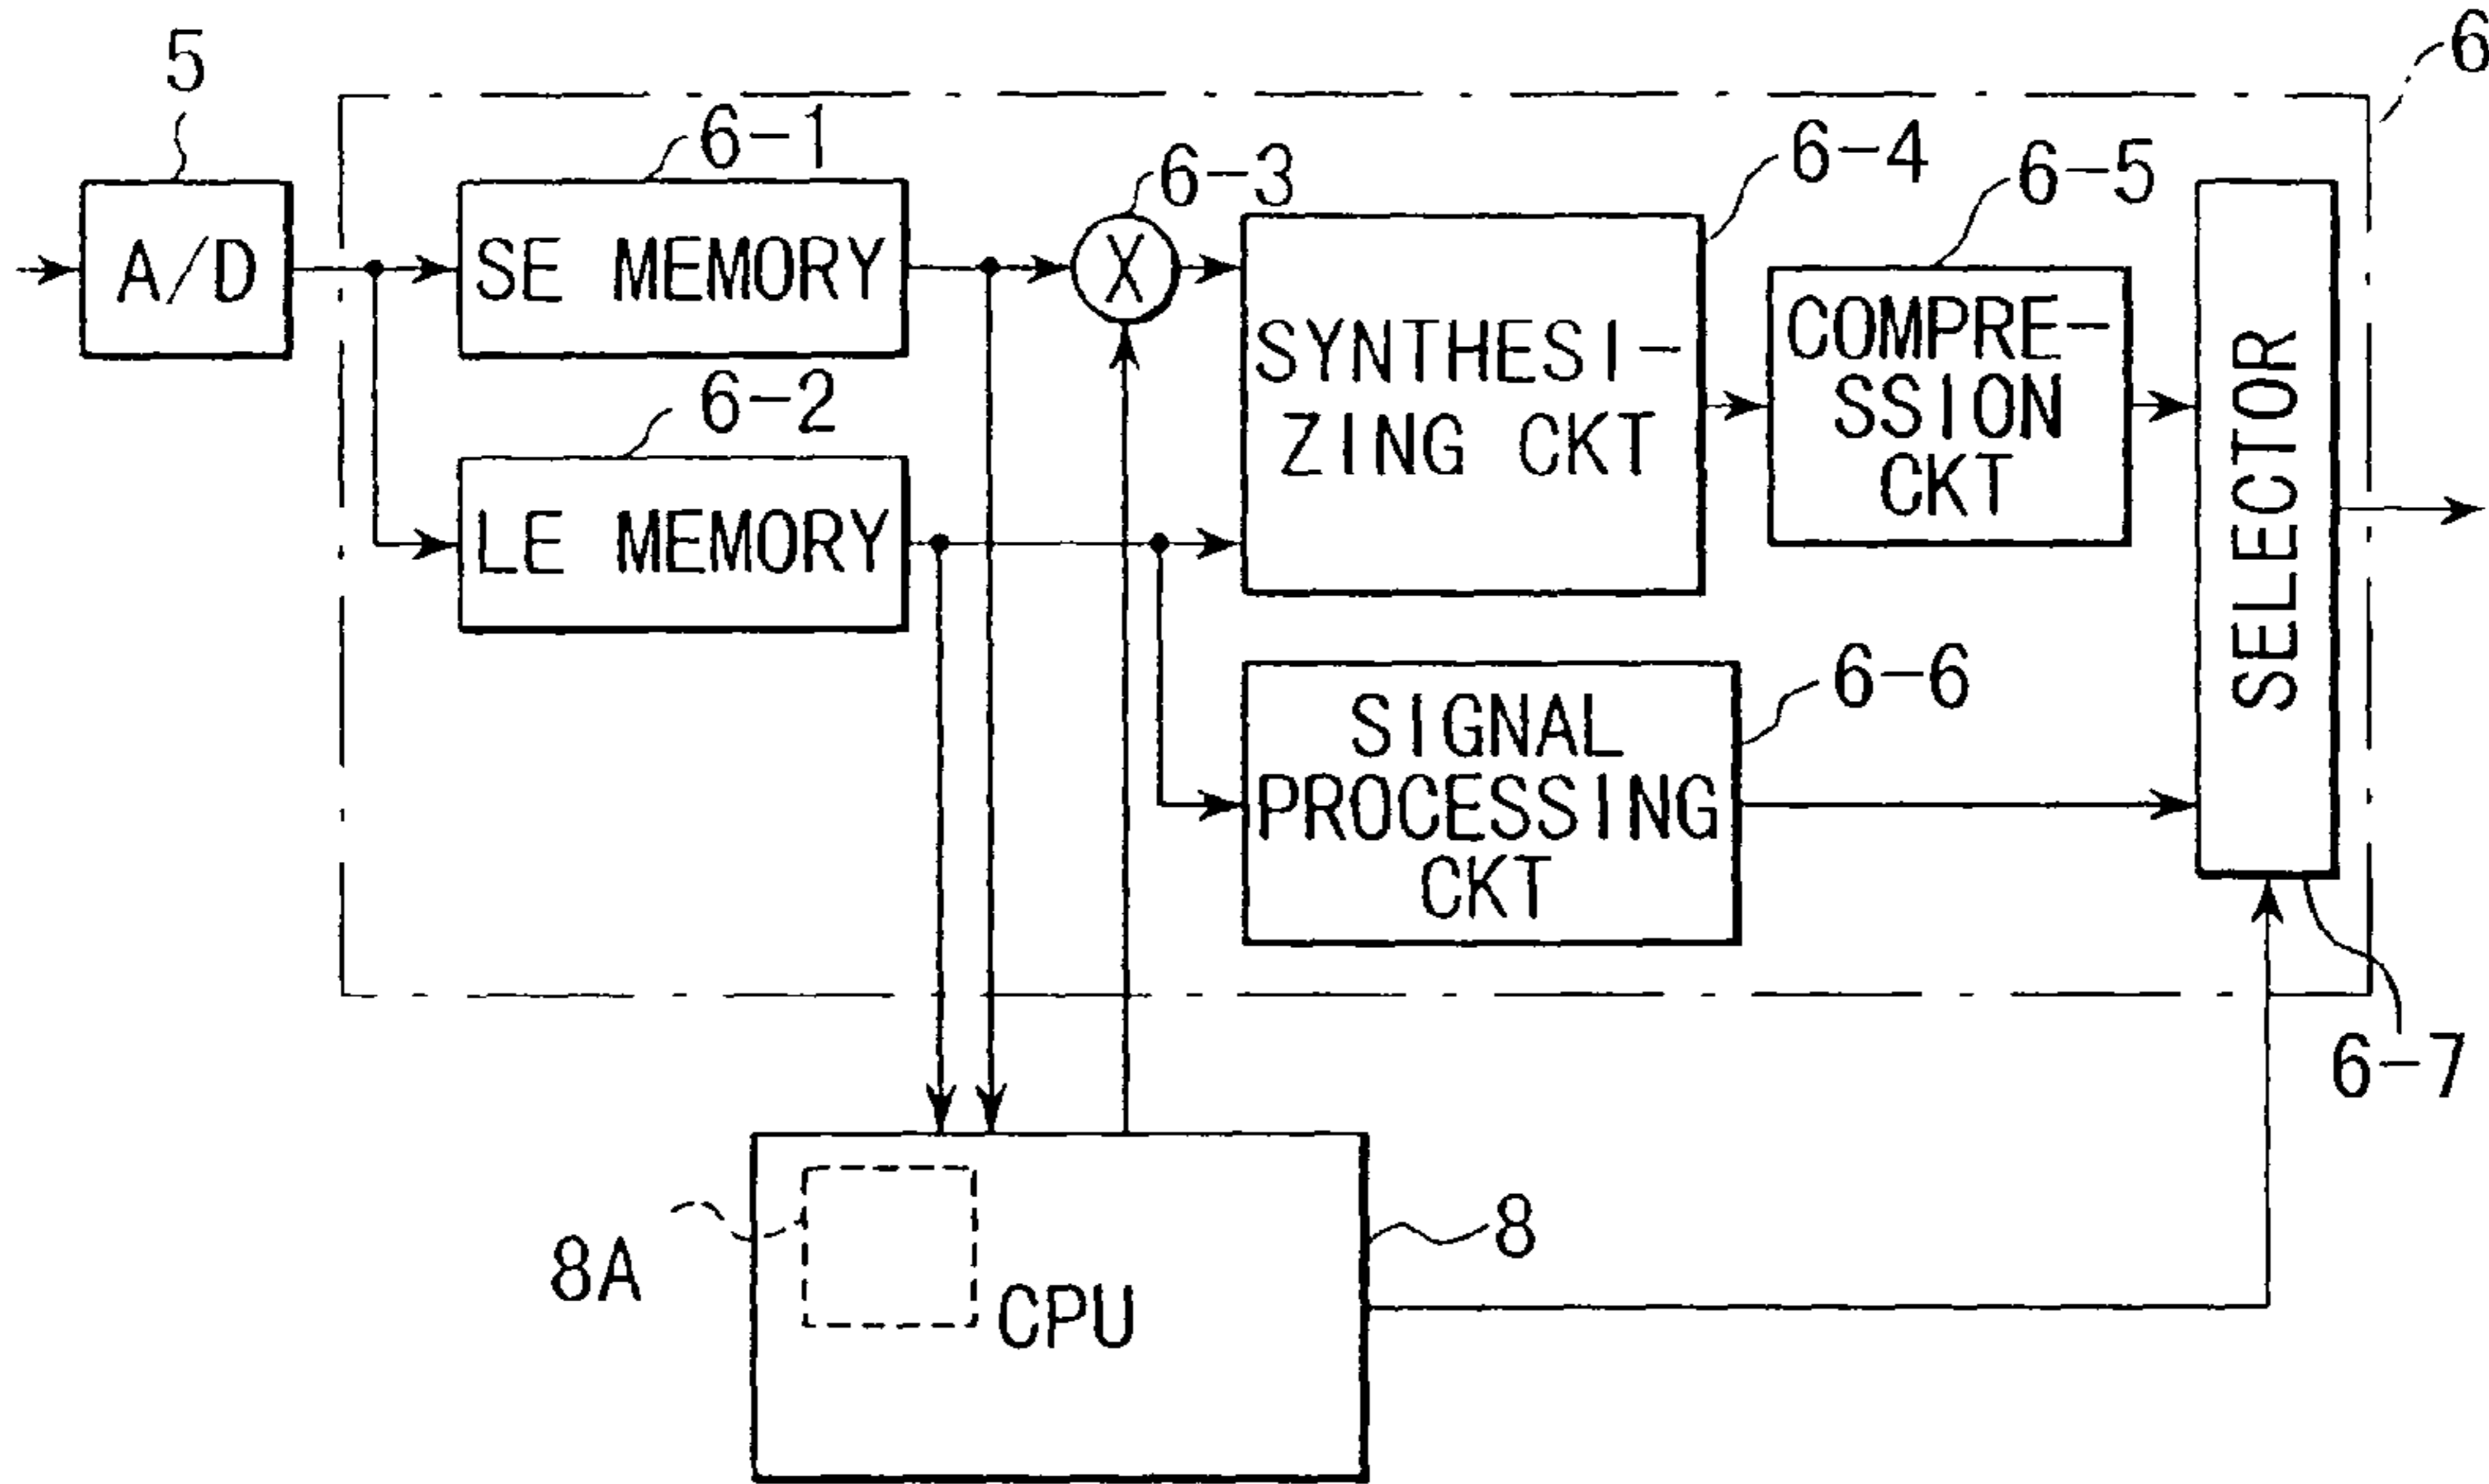 5
6
6-1
6-3
6-4
6-5
A/D
SE MEMORY
X
SYNTHESI-
ZING CKT
COMPRE-
SSION
CKT
SELECTOR
6-2
LE MEMORY
6-6
SIGNAL
PROCESSING
CKT
6-7
8
8A
CPU